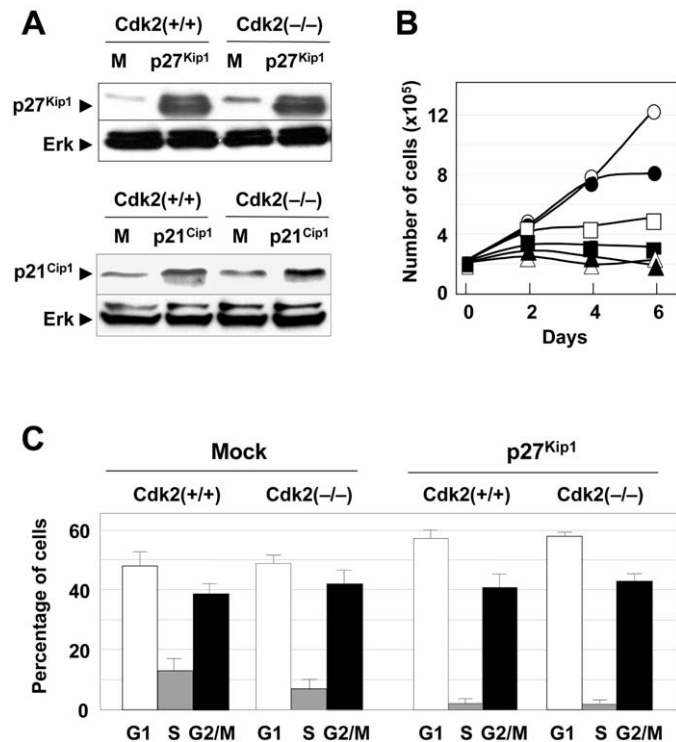 A
Cdk2(+/+) Cdk2(–/–)
M p27Kip1 M p27Kip1
p27Kip1
Erk
Cdk2(+/+) Cdk2(–/–)
M p21Cip1 M p21Cip1
p21Cip1
Erk
B
Number of cells (x10⁵)
12
8
4
0
0 2 4 6
Days
C
Mock p27Kip1
Cdk2(+/+) Cdk2(–/–) Cdk2(+/+) Cdk2(–/–)
Percentage of cells
60
40
20
0
G1 S G2/M G1 S G2/M G1 S G2/M G1 S G2/M